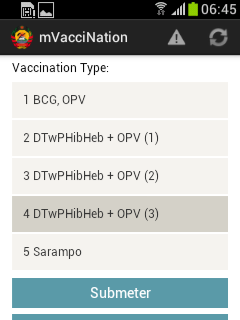 06:45
mVacciNation
Vaccination Type:
1 BCG, OPV
2 DTwPHibHeb + OPV (1)
3 DTwPHibHeb + OPV (2)
4 DTwPHibHeb + OPV (3)
5 Sarampo
Submeter